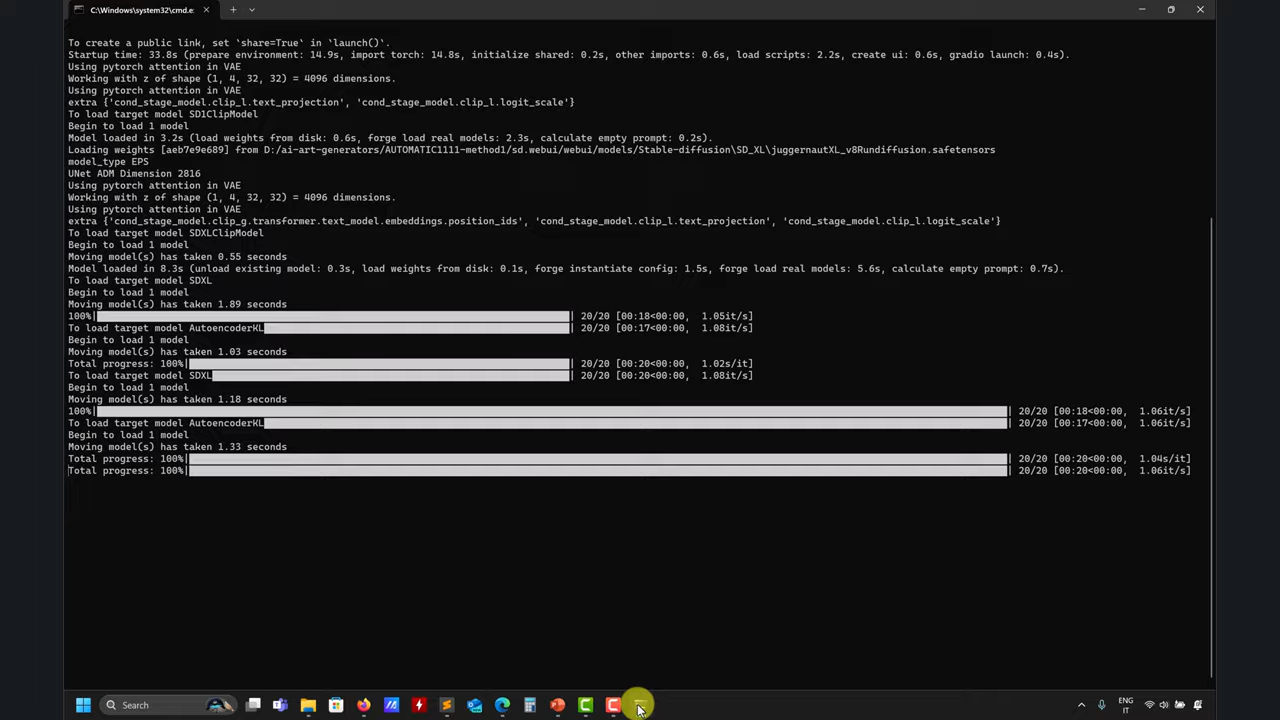 C:\Windows\system32\cmd.e:
To create a public link, set `share=True` in `launch()`.
Startup time: 33.8s (prepare environment: 14.9s, import torch: 14.8s, initialize shared: 0.2s, other imports: 0.6s, load scripts: 2.2s, create ui: 0.6s, gradio launch: 0.4s).
Using pytorch attention in VAE
Working with z of shape (1, 4, 32, 32) = 4096 dimensions.
Using pytorch attention in VAE
extra {'cond_stage_model.clip_l.text_projection', 'cond_stage_model.clip_l.logit_scale'}
To load target model SD1ClipModel
Begin to load 1 model
Model loaded in 3.2s (load weights from disk: 0.6s, forge load real models: 2.3s, calculate empty prompt: 0.2s).
Loading weights [aeb7e9e689] from D:/ai-art-generators/AUTOMATIC1111-method1/sd.webui/webui/models/Stable-diffusion\SD_XL\juggernautXL_v8Rundiffusion.safetensors
model_type EPS
UNet ADM Dimension 2816
Using pytorch attention in VAE
Working with z of shape (1, 4, 32, 32) = 4096 dimensions.
Using pytorch attention in VAE
extra {'cond_stage_model.clip_g.transformer.text_model.embeddings.position_ids', 'cond_stage_model.clip_l.text_projection', 'cond_stage_model.clip_l.logit_scale'}
To load target model SDXLClipModel
Begin to load 1 model
Moving model(s) has taken 0.55 seconds
Model loaded in 8.3s (unload existing model: 0.3s, load weights from disk: 0.1s, forge instantiate config: 1.5s, forge load real models: 5.6s, calculate empty prompt: 0.7s).
To load target model SDXL
Begin to load 1 model
Moving model(s) has taken 1.89 seconds
100%| | 20/20 [00:18<00:00, 1.05it/s]
To load target model AutoencoderKL | 20/20 [00:17<00:00, 1.08it/s]
Begin to load 1 model
Moving model(s) has taken 1.03 seconds
Total progress: 100%| | 20/20 [00:20<00:00, 1.02s/it]
To load target model SDXL | 20/20 [00:20<00:00, 1.08it/s]
Begin to load 1 model
Moving model(s) has taken 1.18 seconds
100%| | 20/20 [00:18<00:00, 1.06it/s]
To load target model AutoencoderKL | 20/20 [00:17<00:00, 1.06it/s]
Begin to load 1 model
Moving model(s) has taken 1.33 seconds
Total progress: 100%| | 20/20 [00:20<00:00, 1.04s/it]
Total progress: 100%| | 20/20 [00:20<00:00, 1.06it/s]
Search
ENG
IT